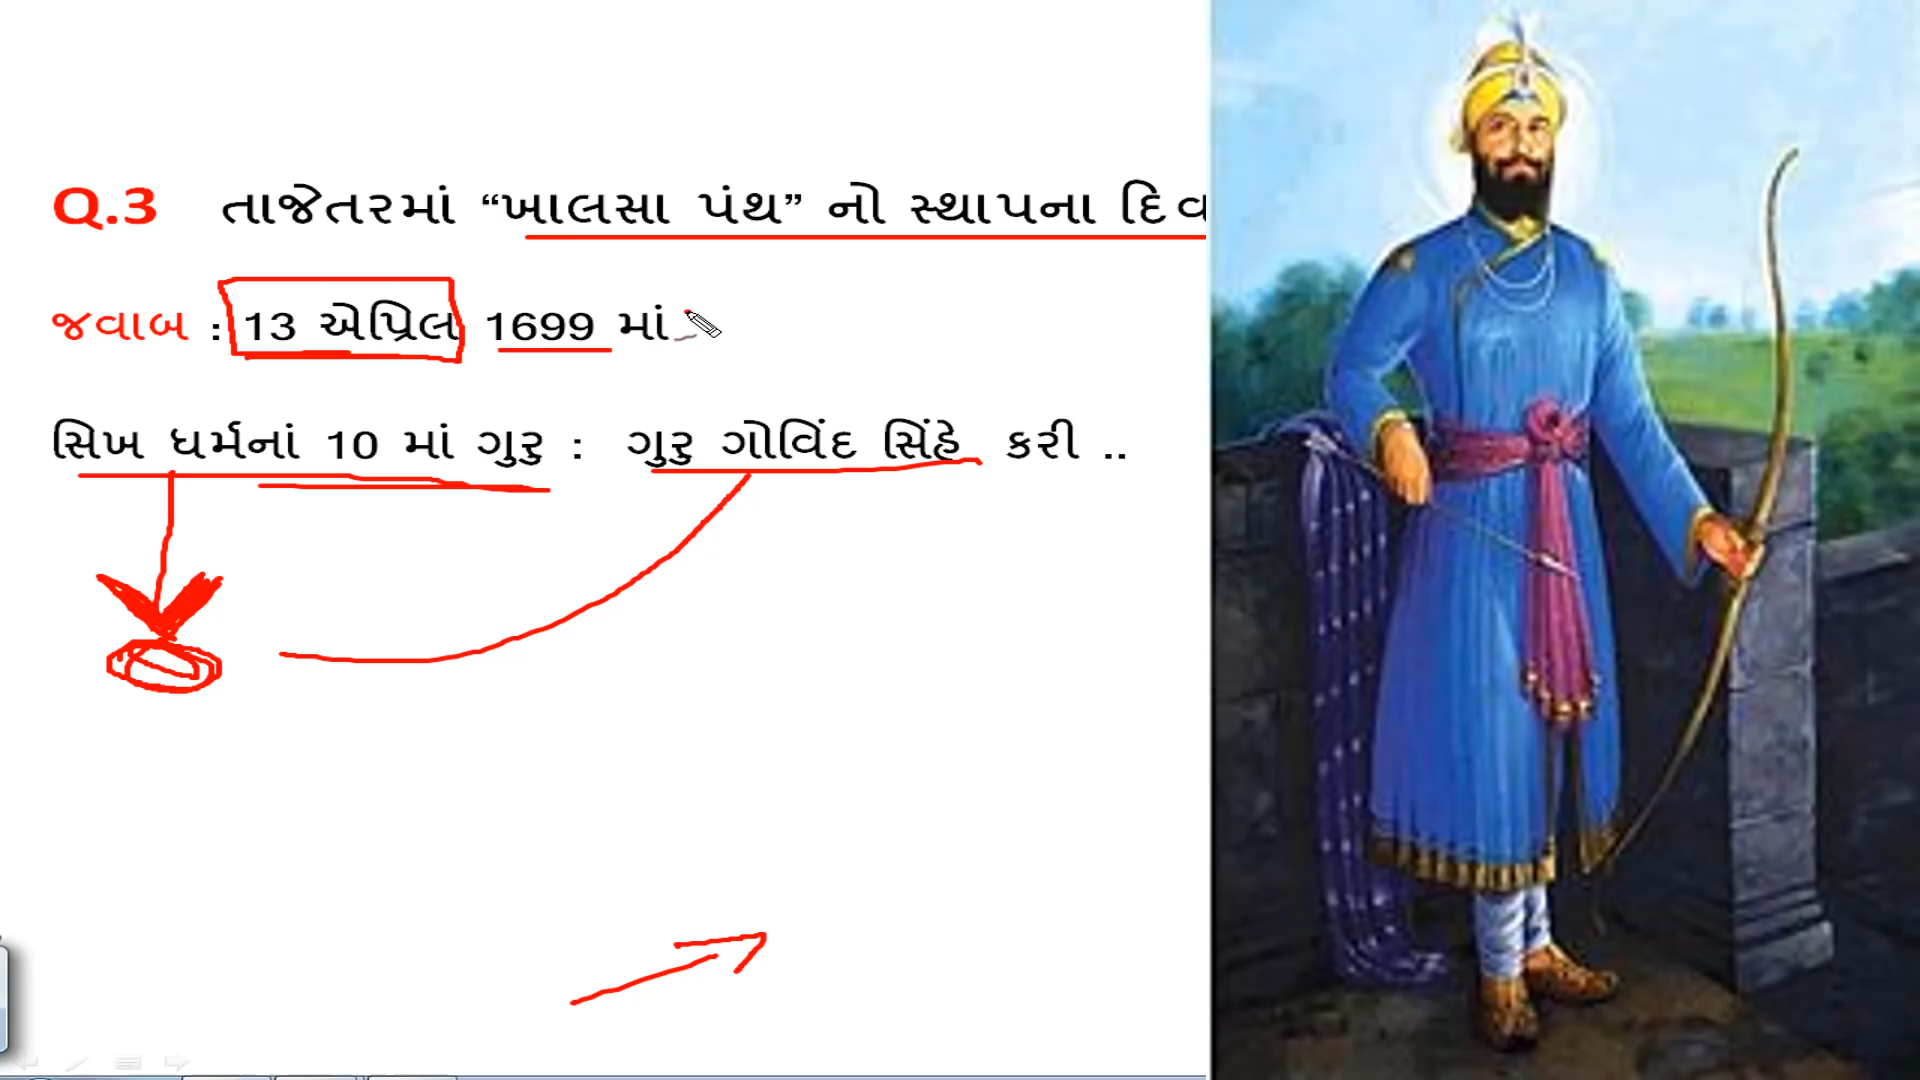 Q.3 તાજેતરમાં “ખાલસા પંથ” નો સ્થાપના
જવાબ : 13 એપ્રિલ 1699 માં
સિખ ધર્મનાં 10 માં ગુરુ : ગુરુ ગોવિંદ સિંહે કરી ..